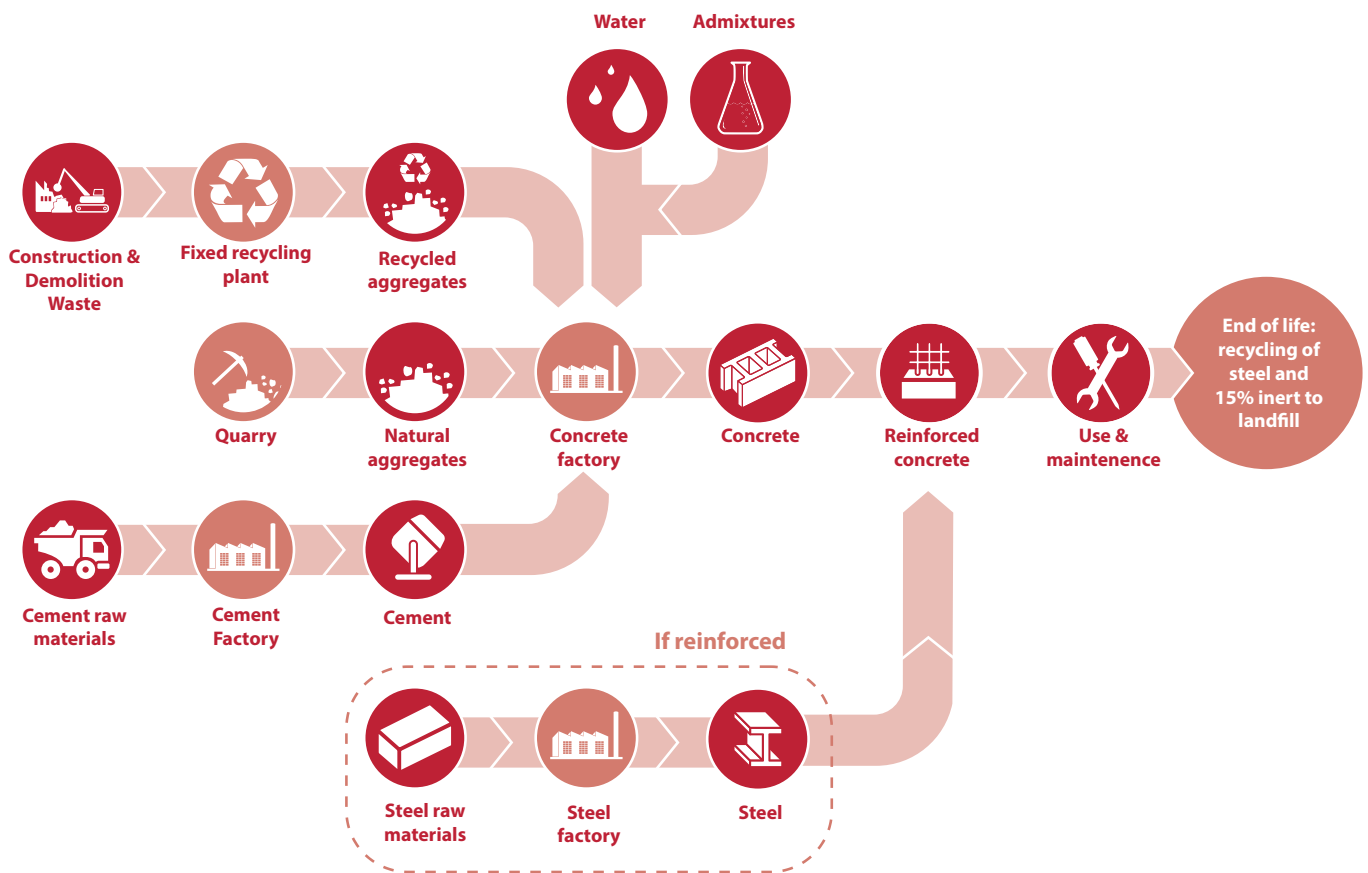 Water
Admixtures
Construction &
Demolition
Waste
Fixed recycling
plant
Recycled
aggregates
Quarry
Natural
aggregates
Concrete
factory
Concrete
Reinforced
concrete
Use &
maintenence
End of life:
recycling of
steel and
15% inert to
landfill
Cement raw
materials
Cement
Factory
Cement
If reinforced
Steel raw
materials
Steel
factory
Steel